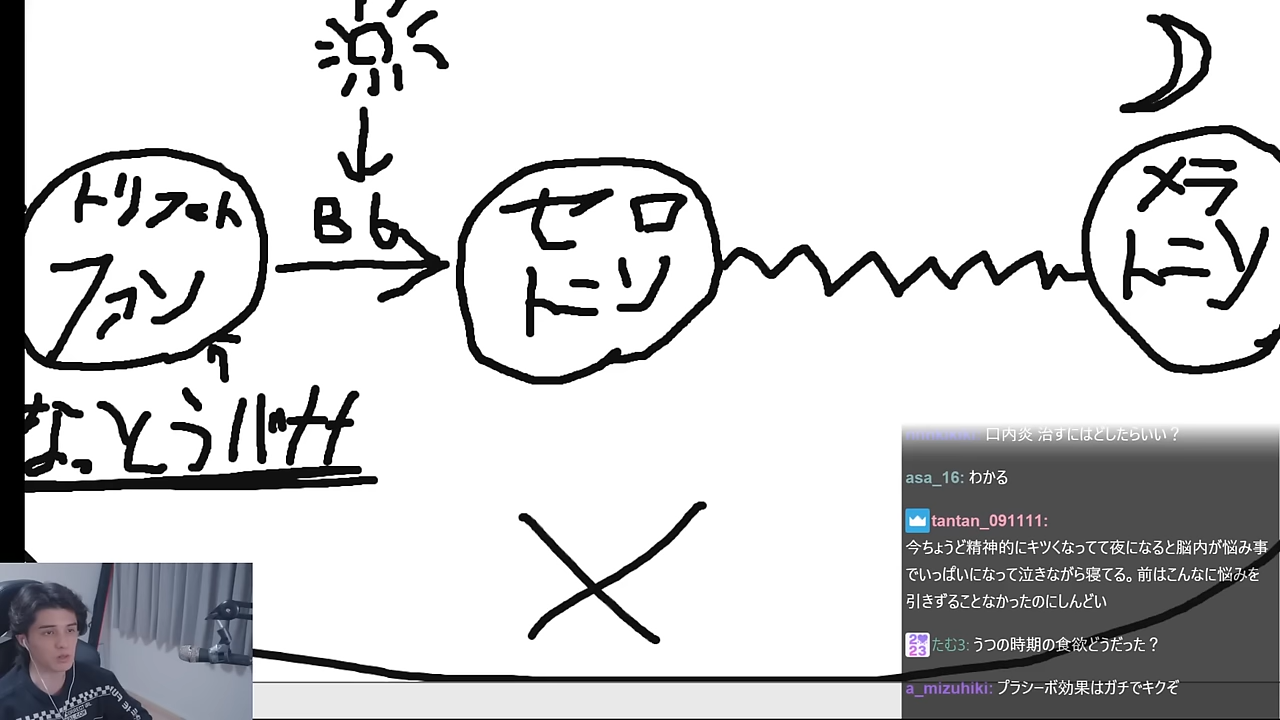 トリプト
ファン
B6
セロ
トニン
メラ
トニン
なっとう バナナ
口内炎 治すにはどしたらいい？
asa_16: わかる
tantan_091111:
今ちょうど精神的にキツくなってて夜になると脳内が悩み事
でいっぱいになって泣きながら寝てる。前はこんなに悩みを
引きずることなかったのにしんどい
2♥
23
たむ3: うつの時期の食欲どうだった？
a_mizuhiki: プラシーボ効果はガチでキクぞ